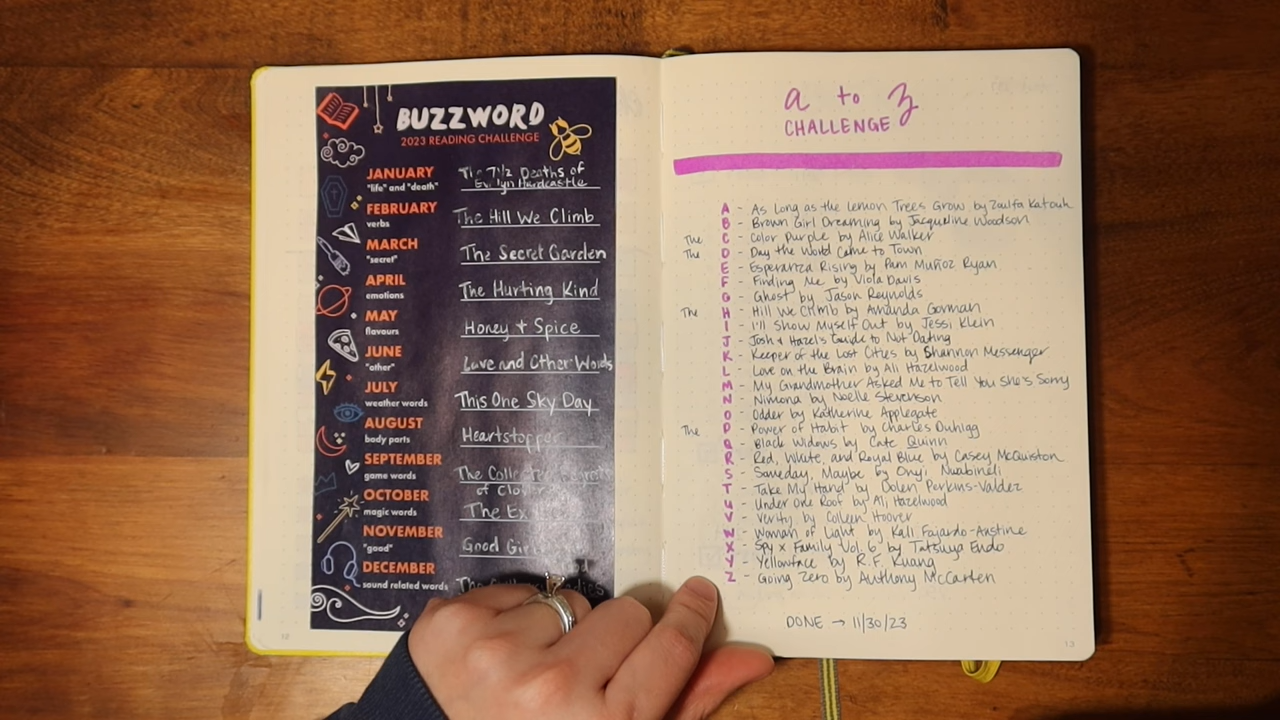 BUZZWORD
2023 READING CHALLENGE
JANUARY
"life" and "death"
The 7 1/2 Deaths of
Evelyn Hardcastle
FEBRUARY
verbs
The Hill We Climb
MARCH
"secret"
The Secret Garden
APRIL
emotions
The Hurting Kind
MAY
flavours
Honey + Spice
JUNE
"other"
Love and Other Words
JULY
weather words
This One Sky Day
AUGUST
body parts
Heartstopper
SEPTEMBER
game words
The
of
OCTOBER
magic words
The
NOVEMBER
"good"
Good
DECEMBER
sound related words
The
12
a to z
CHALLENGE
A - As Long as the Lemon Trees Grow by Zoulfa Katouh
B - Brown Girl Dreaming by Jacqueline Woodson
The C - Color Purple by Alice Walker
The D - Day the World Came to Town
E - Esperanza Rising by Pam Muñoz Ryan
F - Finding Me by Viola Davis
G - Ghost by Jason Reynolds
The H - Hill We Climb by Amanda Gorman
I - I'll Show Myself Out by Jessi Klein
J - Josh + Hazel's Guide to Not Dating
K - Keeper of the Lost Cities by Shannon Messenger
L - Love on the Brain by Ali Hazelwood
M - My Grandmother Asked Me to Tell You She's Sorry
N - Nimona by Noelle Stevenson
O - Odder by Katherine Applegate
The P - Power of Habit by Charles Duhigg
Q - Black Widows by Cate Quinn
R - Red, White, and Royal Blue by Casey McQuiston
S - Someday, Maybe by Onyi Nwabineli
T - Take My Hand by Dolen Perkins-Valdez
U - Under One Roof by Ali Hazelwood
V - Verity by Colleen Hoover
W - Woman of Light by Kali Fajardo-Anstine
X - Spy x Family Vol. 6 by Tatsuya Endo
Y - Yellowface by R.F. Kuang
Z - Going Zero by Anthony McCarten
DONE → 11/30/23
13